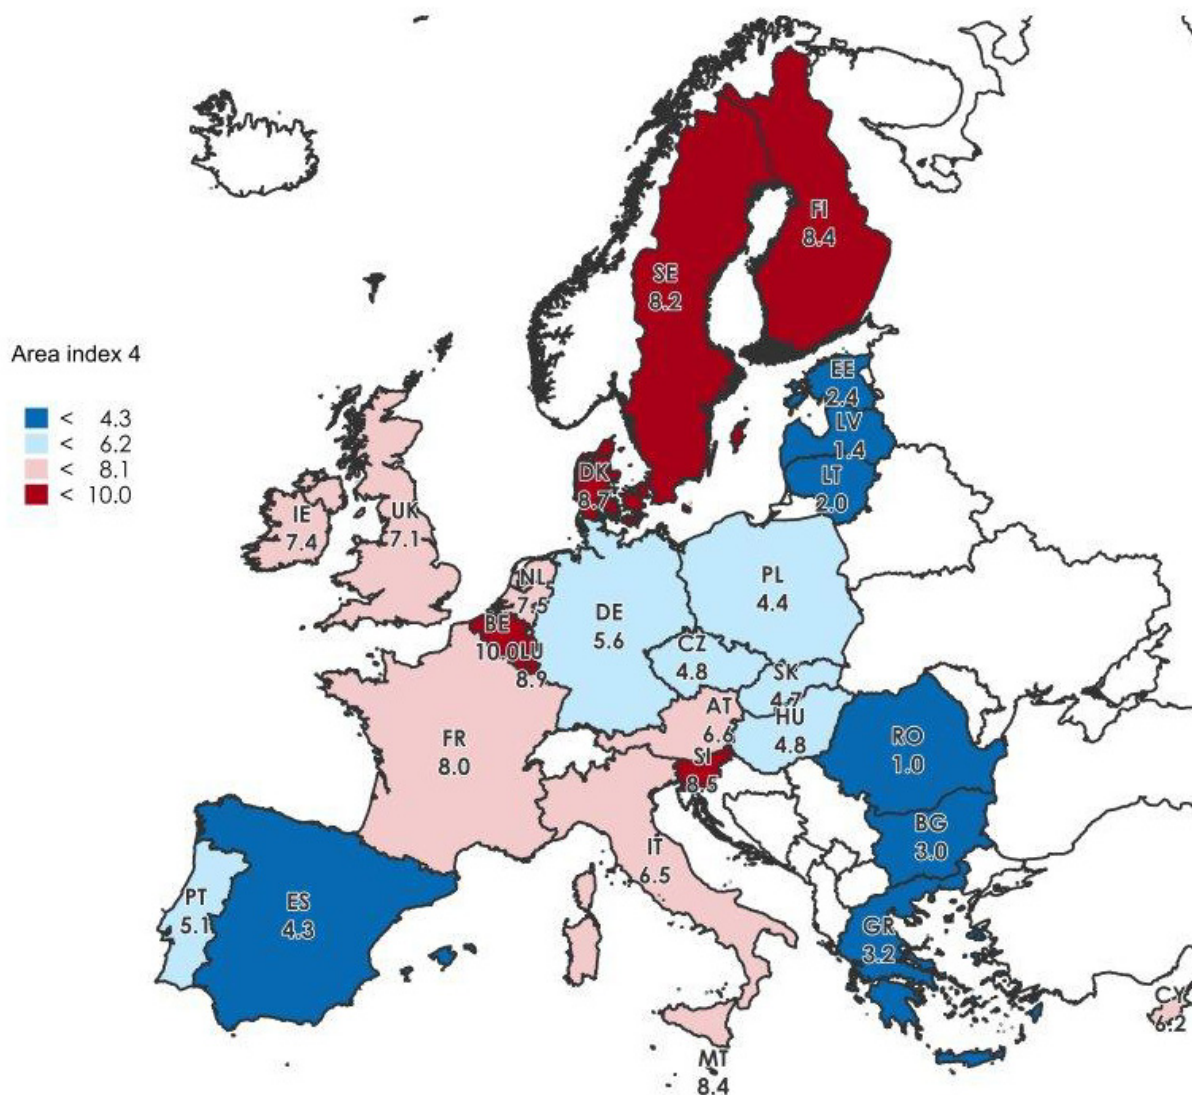 FI
8.4
SE
8.2
Area index 4
< 4.3
< 6.2
< 8.1
< 10.0
EE
2.4
LV
1.4
LT
2.0
DK
8.7
IE
7.4
UK
7.1
NL
7.5
BE
10.0
LU
8.9
DE
5.6
PL
4.4
CZ
4.8
SK
4.7
AT
6.6
HU
4.8
FR
8.0
SI
8.5
RO
1.0
BG
3.0
IT
6.5
PT
5.1
ES
4.3
GR
3.2
CY
6.2
MT
8.4